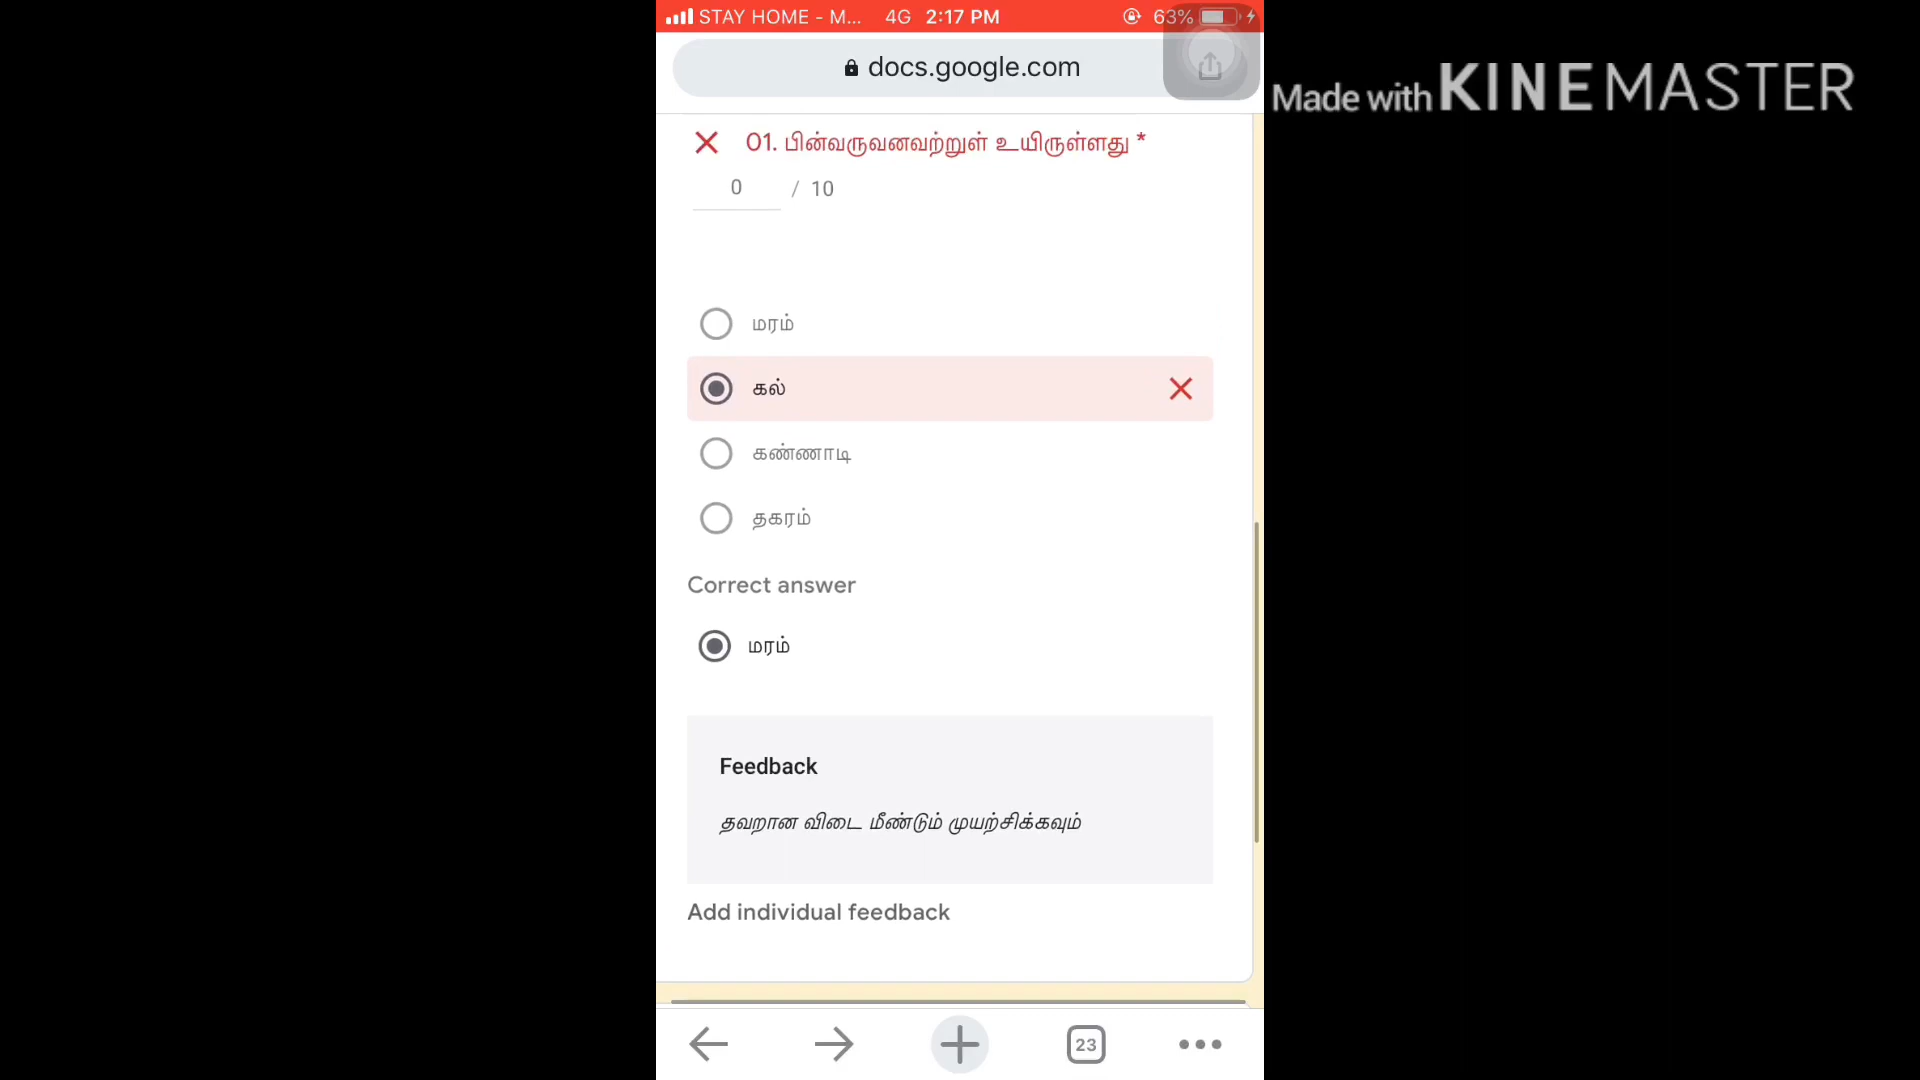 STAY HOME - M... 4G 2:17 PM 63%
docs.google.com
Made with KINEMASTER
01. பின்வருவனவற்றுள் உயிருள்ளது *
0 / 10
மரம்
கல்
கண்ணாடி
தகரம்
Correct answer
மரம்
Feedback
தவறான விடை மீண்டும் முயற்சிக்கவும்
Add individual feedback
23